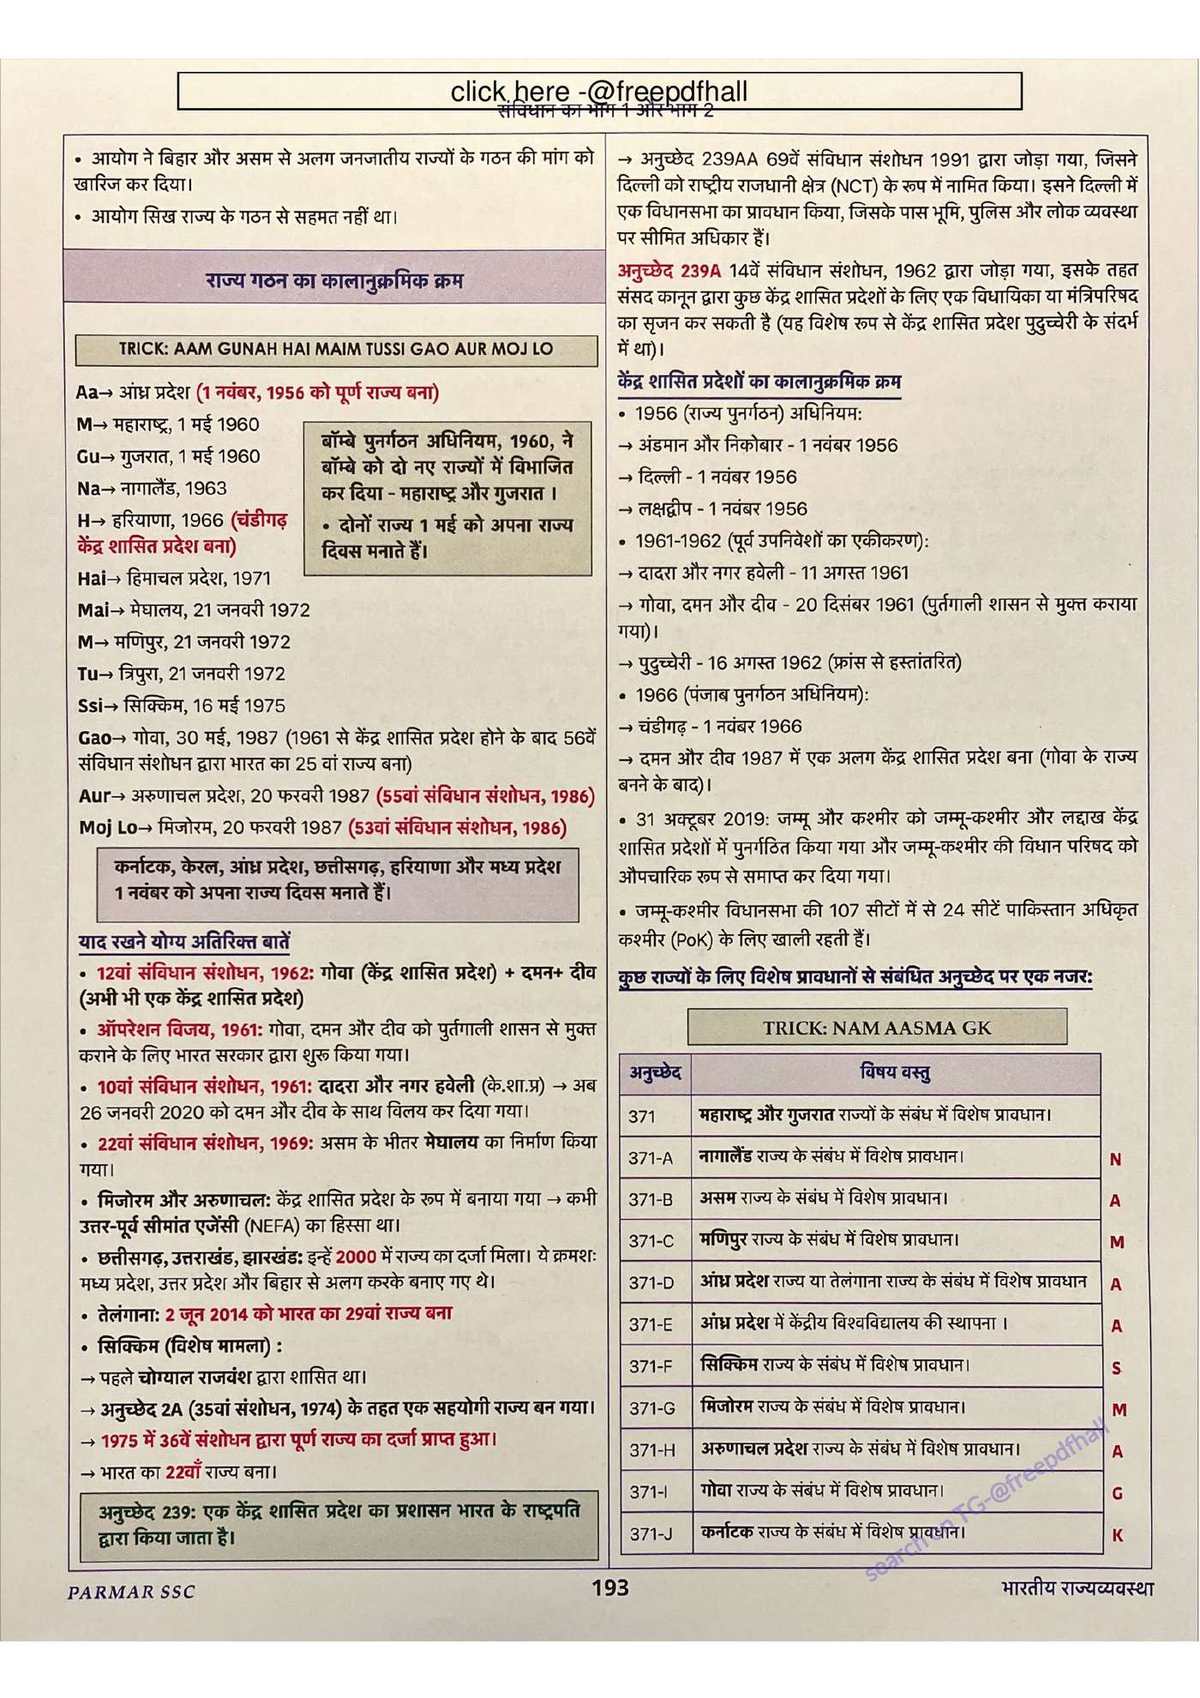 click here -@freepdfhall
संविधान का भाग 1 और भाग 2
• आयोग ने बिहार और असम से अलग जनजातीय राज्यों के गठन की मांग को
खारिज कर दिया।
• आयोग सिख राज्य के गठन से सहमत नहीं था।
राज्य गठन का कालानुक्रमिक क्रम
TRICK: AAM GUNAH HAI MAIM TUSSI GAO AUR MOJ LO
Aa→ आंध्र प्रदेश (1 नवंबर, 1956 को पूर्ण राज्य बना)
M→ महाराष्ट्र, 1 मई 1960
Gu→ गुजरात, 1 मई 1960
Na→ नागालैंड, 1963
H→ हरियाणा, 1966 (चंडीगढ़
केंद्र शासित प्रदेश बना)
बॉम्बे पुनर्गठन अधिनियम, 1960, ने
बॉम्बे को दो नए राज्यों में विभाजित
कर दिया - महाराष्ट्र और गुजरात ।
• दोनों राज्य 1 मई को अपना राज्य
दिवस मनाते हैं।
Hai→ हिमाचल प्रदेश, 1971
Mai→ मेघालय, 21 जनवरी 1972
M→ मणिपुर, 21 जनवरी 1972
Tu→ त्रिपुरा, 21 जनवरी 1972
Ssi→ सिक्किम, 16 मई 1975
Gao→ गोवा, 30 मई, 1987 (1961 से केंद्र शासित प्रदेश होने के बाद 56वें
संविधान संशोधन द्वारा भारत का 25 वां राज्य बना)
Aur→ अरुणाचल प्रदेश, 20 फरवरी 1987 (55वां संविधान संशोधन, 1986)
Moj Lo→ मिजोरम, 20 फरवरी 1987 (53वां संविधान संशोधन, 1986)
कर्नाटक, केरल, आंध्र प्रदेश, छत्तीसगढ़, हरियाणा और मध्य प्रदेश
1 नवंबर को अपना राज्य दिवस मनाते हैं।
याद रखने योग्य अतिरिक्त बातें
• 12वां संविधान संशोधन, 1962: गोवा (केंद्र शासित प्रदेश) + दमन+ दीव
(अभी भी एक केंद्र शासित प्रदेश)
• ऑपरेशन विजय, 1961: गोवा, दमन और दीव को पुर्तगाली शासन से मुक्त
कराने के लिए भारत सरकार द्वारा शुरू किया गया।
• 10वां संविधान संशोधन, 1961: दादरा और नगर हवेली (के.शा.प्र) → अब
26 जनवरी 2020 को दमन और दीव के साथ विलय कर दिया गया।
• 22वां संविधान संशोधन, 1969: असम के भीतर मेघालय का निर्माण किया
गया।
• मिजोरम और अरुणाचल: केंद्र शासित प्रदेश के रूप में बनाया गया → कभी
उत्तर-पूर्व सीमांत एजेंसी (NEFA) का हिस्सा था।
• छत्तीसगढ़, उत्तराखंड, झारखंड: इन्हें 2000 में राज्य का दर्जा मिला। ये क्रमशः
मध्य प्रदेश, उत्तर प्रदेश और बिहार से अलग करके बनाए गए थे।
• तेलंगाना: 2 जून 2014 को भारत का 29वां राज्य बना
• सिक्किम (विशेष मामला) :
→ पहले चोग्याल राजवंश द्वारा शासित था।
→ अनुच्छेद 2A (35वां संशोधन, 1974) के तहत एक सहयोगी राज्य बन गया।
→ 1975 में 36वें संशोधन द्वारा पूर्ण राज्य का दर्जा प्राप्त हुआ।
→ भारत का 22वाँ राज्य बना।
अनुच्छेद 239: एक केंद्र शासित प्रदेश का प्रशासन भारत के राष्ट्रपति
द्वारा किया जाता है।
→ अनुच्छेद 239AA 69वें संविधान संशोधन 1991 द्वारा जोड़ा गया, जिसने
दिल्ली को राष्ट्रीय राजधानी क्षेत्र (NCT) के रूप में नामित किया। इसने दिल्ली में
एक विधानसभा का प्रावधान किया, जिसके पास भूमि, पुलिस और लोक व्यवस्था
पर सीमित अधिकार हैं।
अनुच्छेद 239A 14वें संविधान संशोधन, 1962 द्वारा जोड़ा गया, इसके तहत
संसद कानून द्वारा कुछ केंद्र शासित प्रदेशों के लिए एक विधायिका या मंत्रिपरिषद
का सृजन कर सकती है (यह विशेष रूप से केंद्र शासित प्रदेश पुदुच्चेरी के संदर्भ
में था)।
केंद्र शासित प्रदेशों का कालानुक्रमिक क्रम
• 1956 (राज्य पुनर्गठन) अधिनियम:
→ अंडमान और निकोबार - 1 नवंबर 1956
→ दिल्ली - 1 नवंबर 1956
→ लक्षद्वीप - 1 नवंबर 1956
• 1961-1962 (पूर्व उपनिवेशों का एकीकरण):
→ दादरा और नगर हवेली - 11 अगस्त 1961
→ गोवा, दमन और दीव - 20 दिसंबर 1961 (पुर्तगाली शासन से मुक्त कराया
गया)।
→ पुदुच्चेरी - 16 अगस्त 1962 (फ्रांस से हस्तांतरित)
• 1966 (पंजाब पुनर्गठन अधिनियम):
→ चंडीगढ़ - 1 नवंबर 1966
→ दमन और दीव 1987 में एक अलग केंद्र शासित प्रदेश बना (गोवा के राज्य
बनने के बाद)।
• 31 अक्टूबर 2019: जम्मू और कश्मीर को जम्मू-कश्मीर और लद्दाख केंद्र
शासित प्रदेशों में पुनर्गठित किया गया और जम्मू-कश्मीर की विधान परिषद को
औपचारिक रूप से समाप्त कर दिया गया।
• जम्मू-कश्मीर विधानसभा की 107 सीटों में से 24 सीटें पाकिस्तान अधिकृत
कश्मीर (PoK) के लिए खाली रहती हैं।
कुछ राज्यों के लिए विशेष प्रावधानों से संबंधित अनुच्छेद पर एक नजर:
TRICK: NAM AASMA GK
अनुच्छेद विषय वस्तु
371 महाराष्ट्र और गुजरात राज्यों के संबंध में विशेष प्रावधान।
371-A नागालैंड राज्य के संबंध में विशेष प्रावधान। N
371-B असम राज्य के संबंध में विशेष प्रावधान। A
371-C मणिपुर राज्य के संबंध में विशेष प्रावधान। M
371-D आंध्र प्रदेश राज्य या तेलंगाना राज्य के संबंध में विशेष प्रावधान A
371-E आंध्र प्रदेश में केंद्रीय विश्वविद्यालय की स्थापना । A
371-F सिक्किम राज्य के संबंध में विशेष प्रावधान। S
371-G मिजोरम राज्य के संबंध में विशेष प्रावधान। M
371-H अरुणाचल प्रदेश राज्य के संबंध में विशेष प्रावधान। A
371-I गोवा राज्य के संबंध में विशेष प्रावधान। G
371-J कर्नाटक राज्य के संबंध में विशेष प्रावधान। K
search on TG-@freepdfhall
PARMAR SSC
193
भारतीय राज्यव्यवस्था